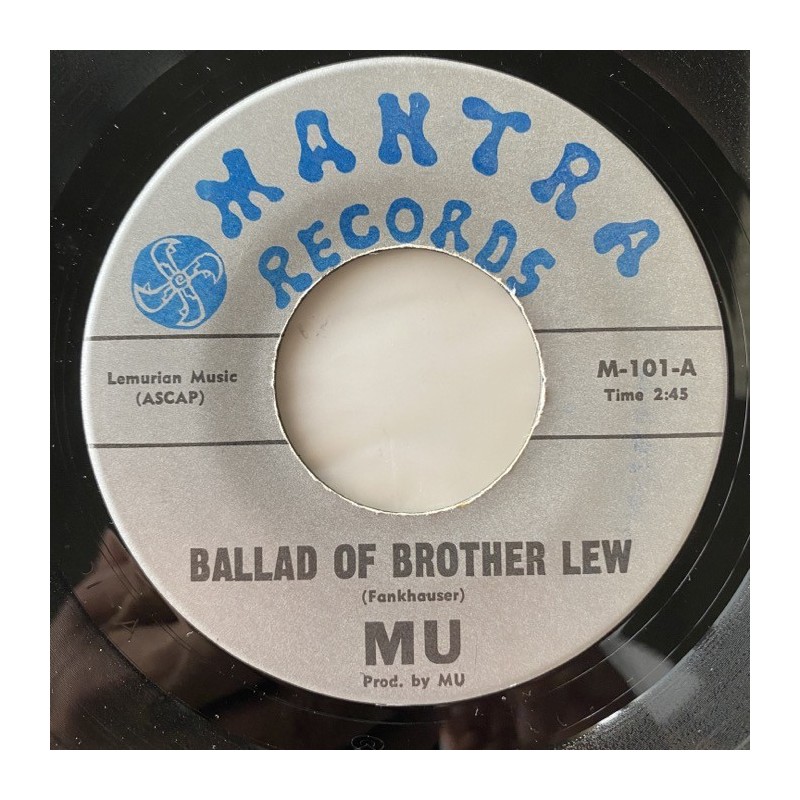 MANTRA
RECORDS
Lemurian Music
(ASCAP)
M-101-A
Time 2:45
BALLAD OF BROTHER LEW
(Fankhauser)
MU
Prod. by MU